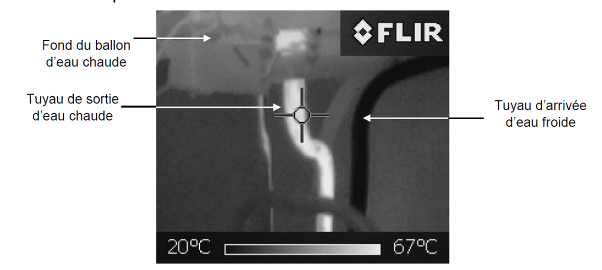 FLIR
Fond du ballon
d'eau chaude
Tuyau de sortie
d'eau chaude
Tuyau d'arrivée
d'eau froide
20°C
67°C